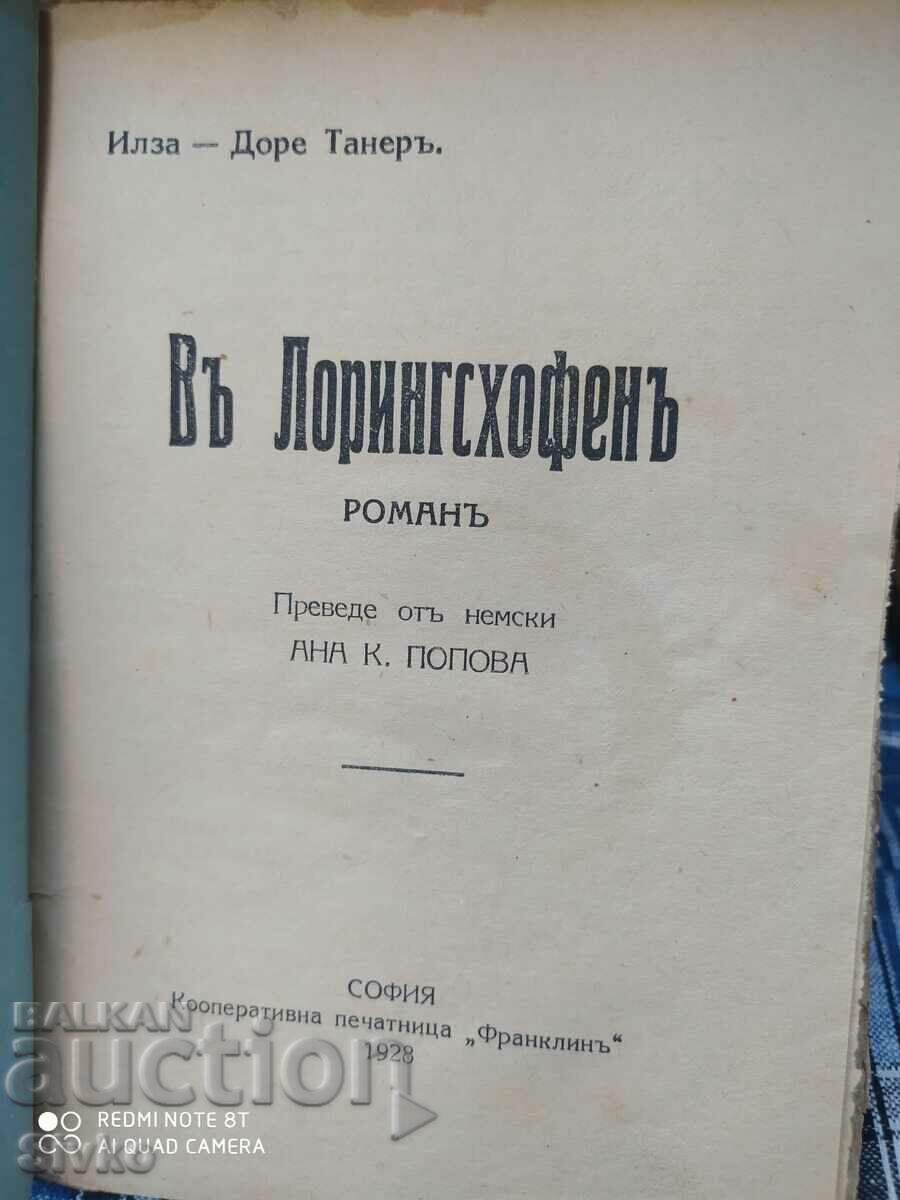 Илза — Доре Танеръ.
Въ Лорингсхофенъ
РОМАНЪ
Преведе отъ немски
АНА К. ПОПОВА
СОФИЯ
Кооперативна печатница „Франклинъ“
1928
BALKAN
auction
REDMI NOTE 8T
AI QUAD CAMERA
Sivko